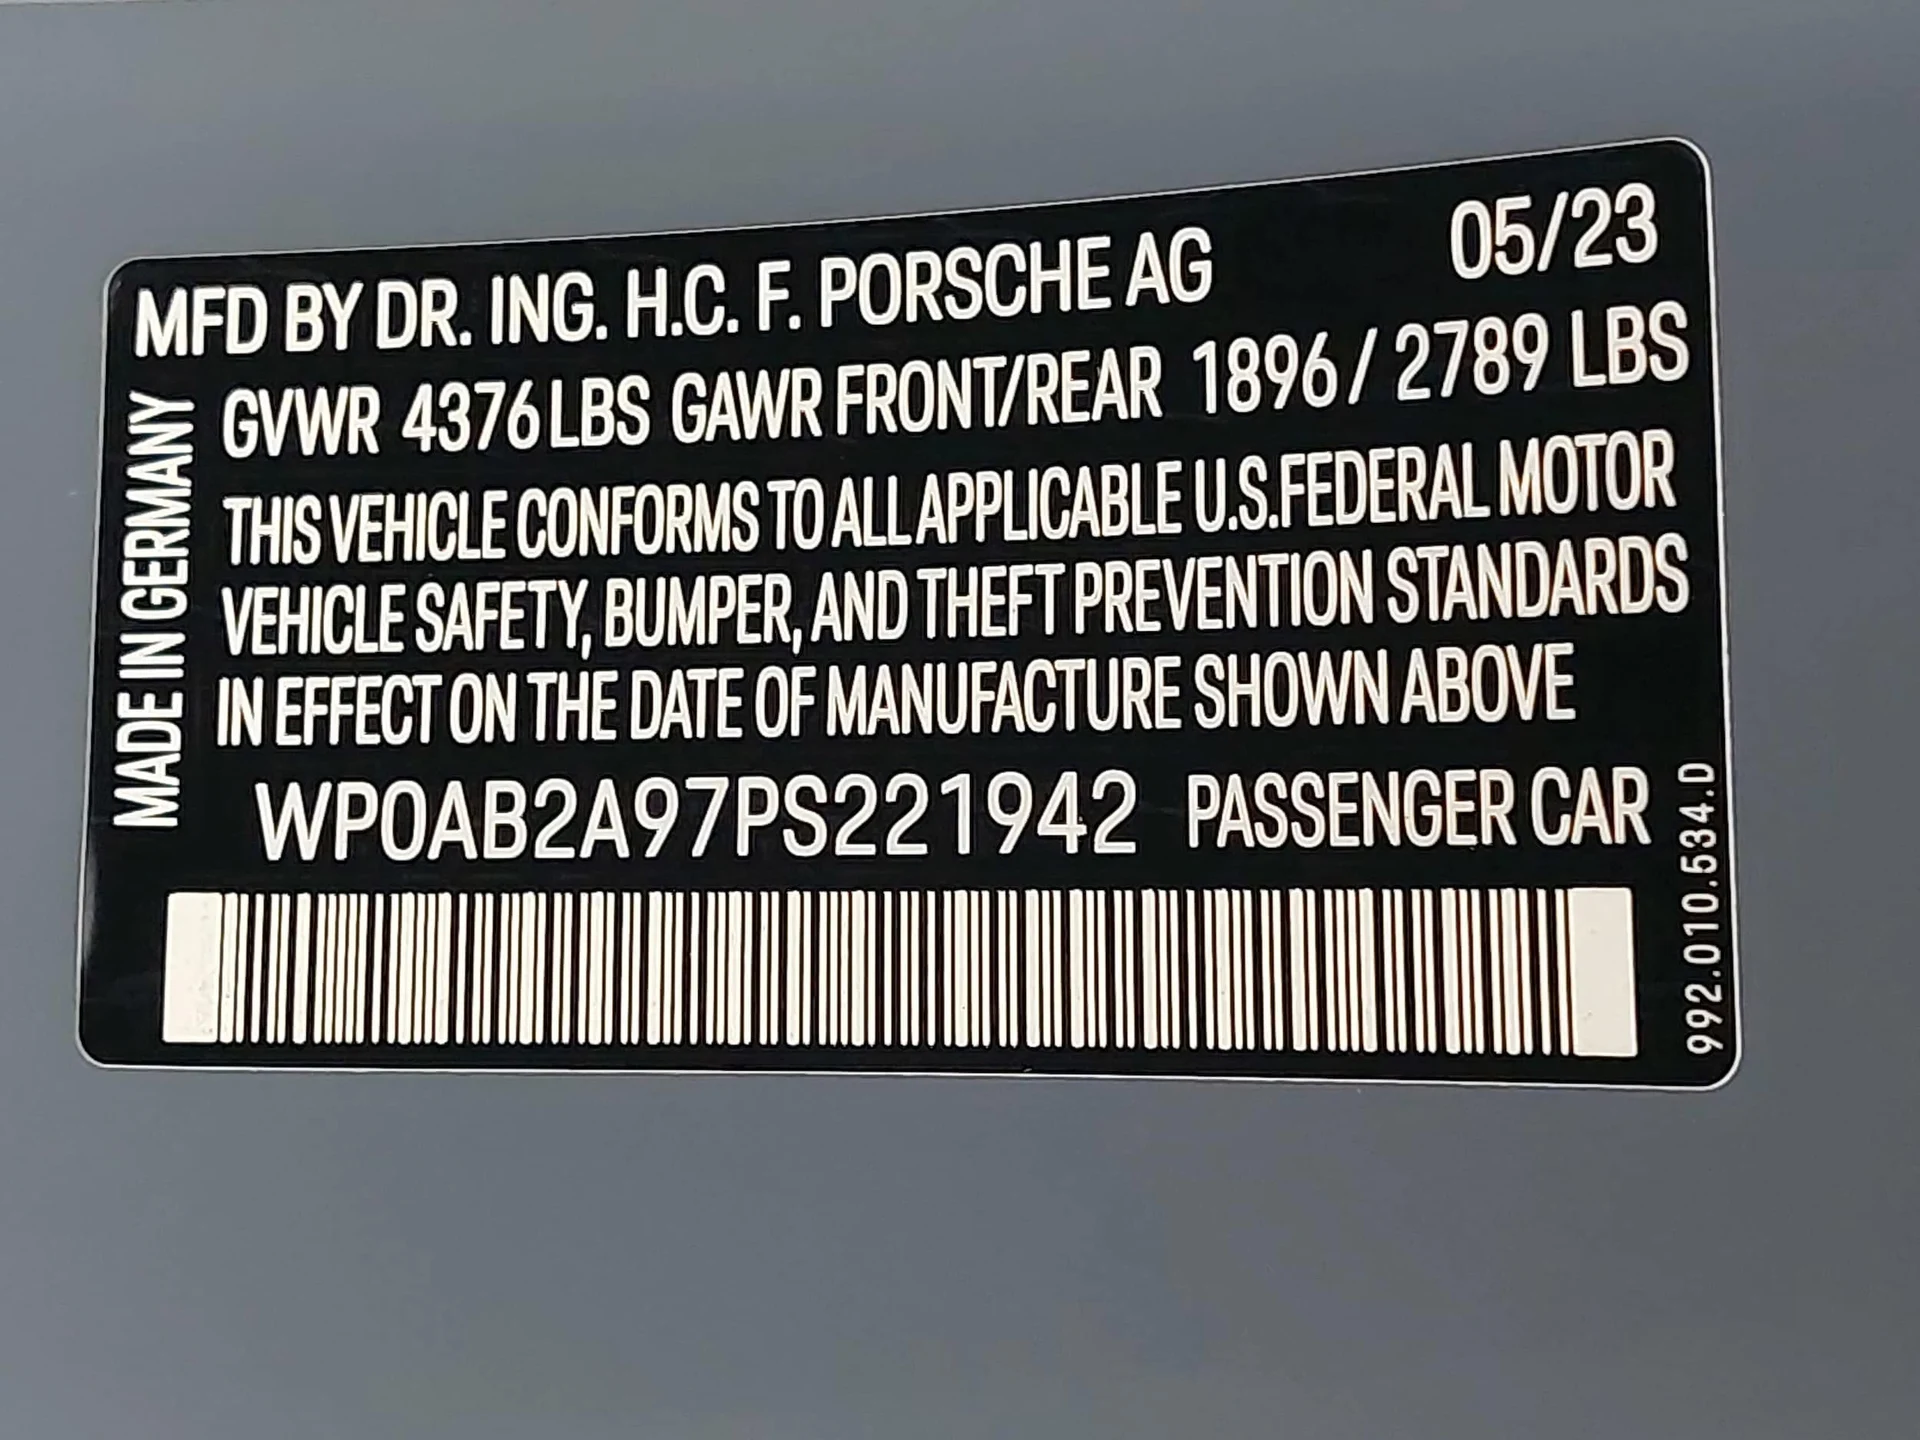 MFD BY DR. ING. H.C. F. PORSCHE AG 05/23
GVWR 4376 LBS GAWR FRONT/REAR 1896 / 2789 LBS
THIS VEHICLE CONFORMS TO ALL APPLICABLE U.S.FEDERAL MOTOR
VEHICLE SAFETY, BUMPER, AND THEFT PREVENTION STANDARDS
IN EFFECT ON THE DATE OF MANUFACTURE SHOWN ABOVE
WP0AB2A97PS221942 PASSENGER CAR
MADE IN GERMANY
992.010.534.D